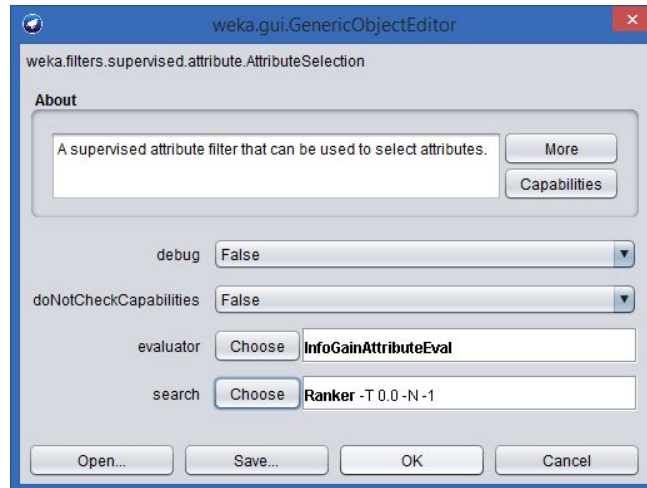 weka.gui.GenericObjectEditor
weka.filters.supervised.attribute.AttributeSelection
About
A supervised attribute filter that can be used to select attributes.
More
Capabilities
debug False
doNotCheckCapabilities False
evaluator Choose InfoGainAttributeEval
search Choose Ranker -T 0.0 -N -1
Open... Save... OK Cancel